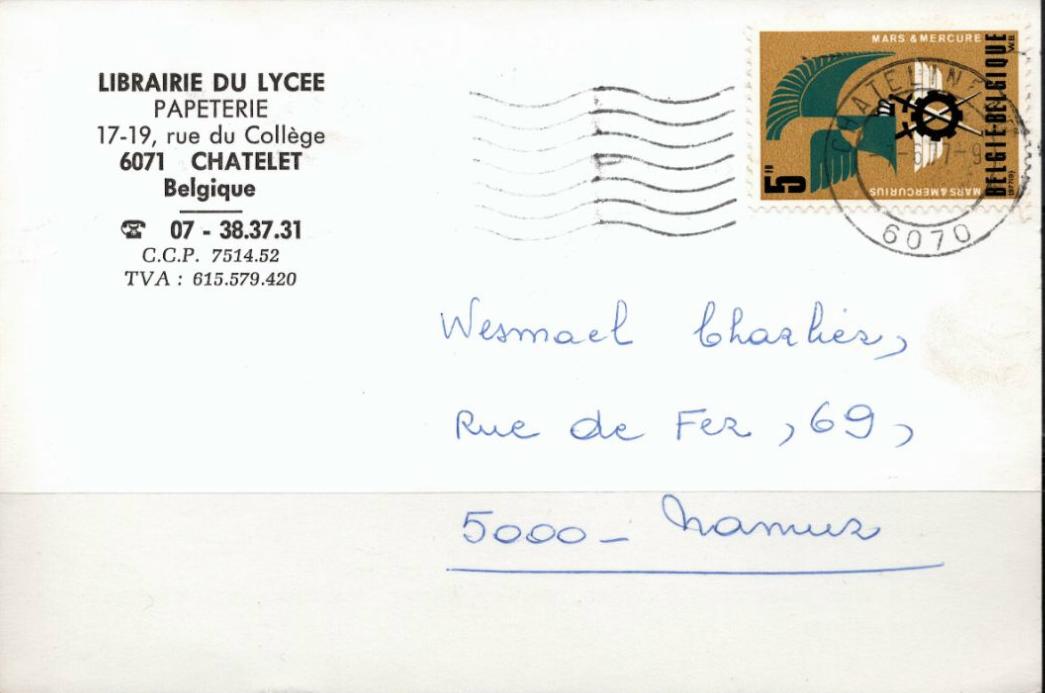 LIBRAIRIE DU LYCEE
PAPETERIE
17-19, rue du Collège
6071 CHATELET
Belgique
☎ 07 - 38.37.31
C.C.P. 7514.52
TVA : 615.579.420
MARS & MERCURE
BELGIE BELGIQUE
5F
MARS & MERCURIUS
6070
Wesmael Charlier,
Rue de Fer, 69,
5000 - Namur